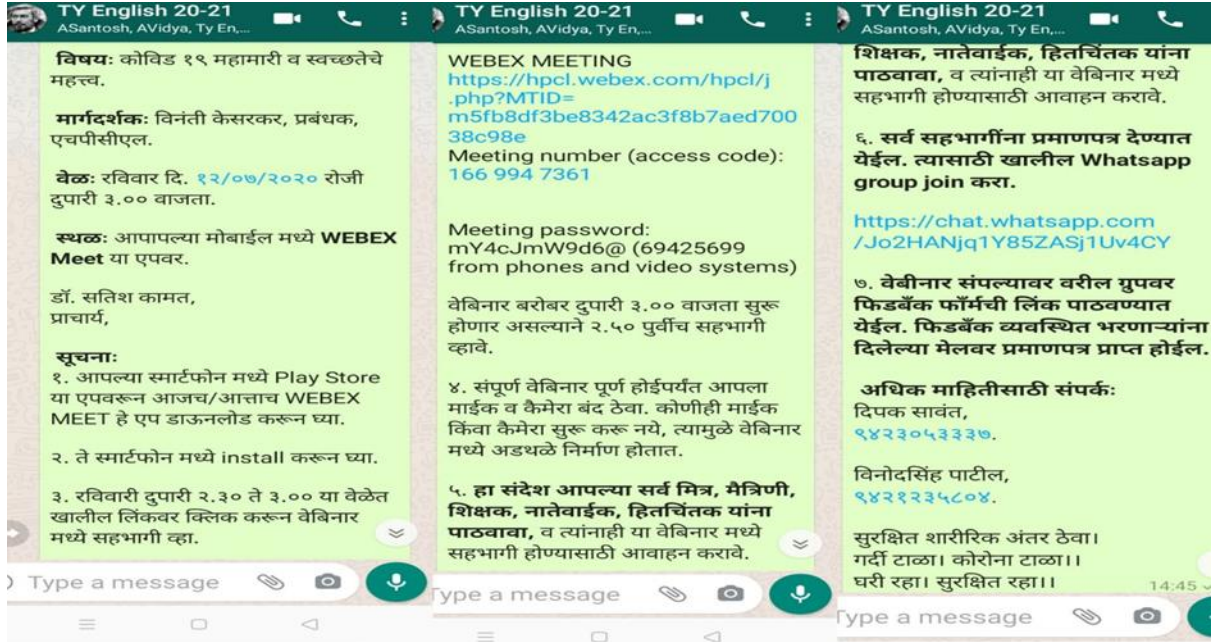 TY English 20-21
ASantosh, AVidya, Ty En,...
विषयः कोविड १९ महामारी व स्वच्छतेचे
महत्त्व.
मार्गदर्शकः विनंती केसरकर, प्रबंधक,
एचपीसीएल.
वेळः रविवार दि. १२/०७/२०२० रोजी
दुपारी ३.०० वाजता.
स्थळः आपापल्या मोबाईल मध्ये WEBEX
Meet या एपवर.
डॉ. सतिश कामत,
प्राचार्य,
सूचनाः
१. आपल्या स्मार्टफोन मध्ये Play Store
या एपवरून आजच/आत्ताच WEBEX
MEET हे एप डाऊनलोड करून घ्या.
२. ते स्मार्टफोन मध्ये install करून घ्या.
३. रविवारी दुपारी २.३० ते ३.०० या वेळेत
खालील लिंकवर क्लिक करून वेबिनार
मध्ये सहभागी व्हा.
Type a message
TY English 20-21
ASantosh, AVidya, Ty En,...
WEBEX MEETING
https://hpcl.webex.com/hpcl/j
.php?MTID=
m5fb8df3be8342ac3f8b7aed700
38c98e
Meeting number (access code):
166 994 7361
Meeting password:
mY4cJmW9d6@ (69425699
from phones and video systems)
वेबिनार बरोबर दुपारी ३.०० वाजता सुरू
होणार असल्याने २.५० पुर्वीच सहभागी
व्हावे.
४. संपूर्ण वेबिनार पूर्ण होईपर्यंत आपला
माईक व कैमेरा बंद ठेवा. कोणीही माईक
किंवा कैमेरा सुरू करू नये, त्यामुळे वेबिनार
मध्ये अडथळे निर्माण होतात.
५. हा संदेश आपल्या सर्व मित्र, मैत्रिणी,
शिक्षक, नातेवाईक, हितचिंतक यांना
पाठवावा, व त्यांनाही या वेबिनार मध्ये
सहभागी होण्यासाठी आवाहन करावे.
Type a message
TY English 20-21
ASantosh, AVidya, Ty En,...
शिक्षक, नातेवाईक, हितचिंतक यांना
पाठवावा, व त्यांनाही या वेबिनार मध्ये
सहभागी होण्यासाठी आवाहन करावे.
६. सर्व सहभागींना प्रमाणपत्र देण्यात
येईल. त्यासाठी खालील Whatsapp
group join करा.
https://chat.whatsapp.com
/Jo2HANjq1Y85ZASj1Uv4CY
७. वेबीनार संपल्यावर वरील ग्रुपवर
फिडबँक फॉर्मची लिंक पाठवण्यात
येईल. फिडबँक व्यवस्थित भरणाऱ्यांना
दिलेल्या मेलवर प्रमाणपत्र प्राप्त होईल.
अधिक माहितीसाठी संपर्कः
दिपक सावंत,
९४२३०५३३३७.
विनोदसिंह पाटील,
९४२१२३५८०४.
सुरक्षित शारीरिक अंतर ठेवा।
गर्दी टाळा। कोरोना टाळा।।
घरी रहा। सुरक्षित रहा।।
14:45
Type a message